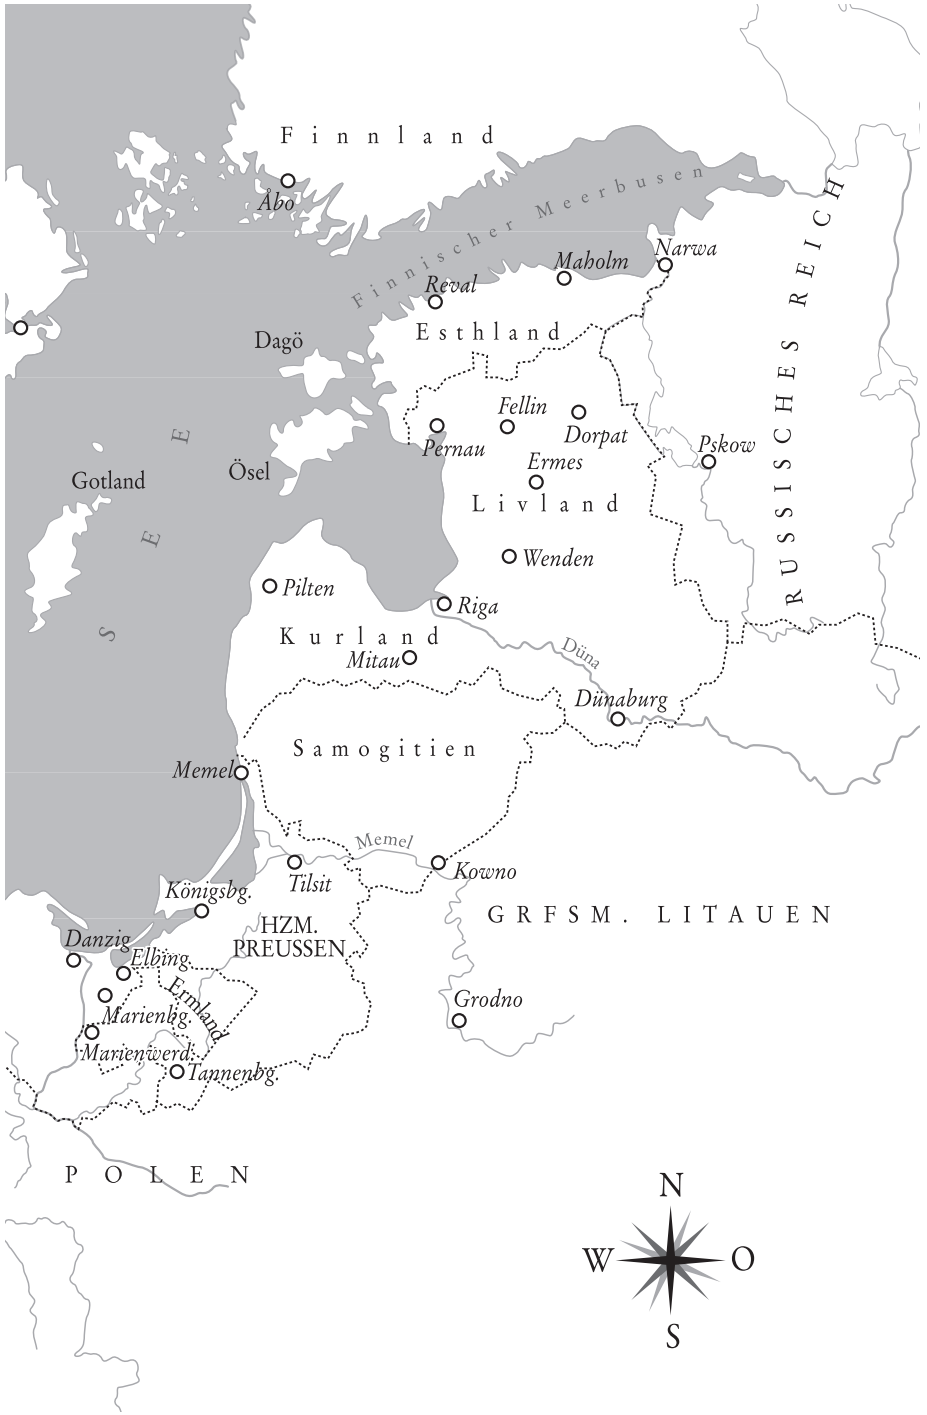 Finnland
Åbo
Finnischer Meerbusen
Narwa
Maholm
Reval
Esthland
Dagö
RUSSISCHES REICH
Fellin
Dorpat
Pernau
Pskow
Ermes
Ösel
Gotland
Livland
SEE
Wenden
Pilten
Riga
Kurland
Mitau
Düna
Dünaburg
Samogitien
Memel
Memel
Tilsit
Kowno
Königsbg.
GRFSM. LITAUEN
HZM.
PREUSSEN
Danzig
Elbing
Ermland
Marienbg.
Grodno
Marienwerd.
Tannenbg.
POLEN
N
W
O
S